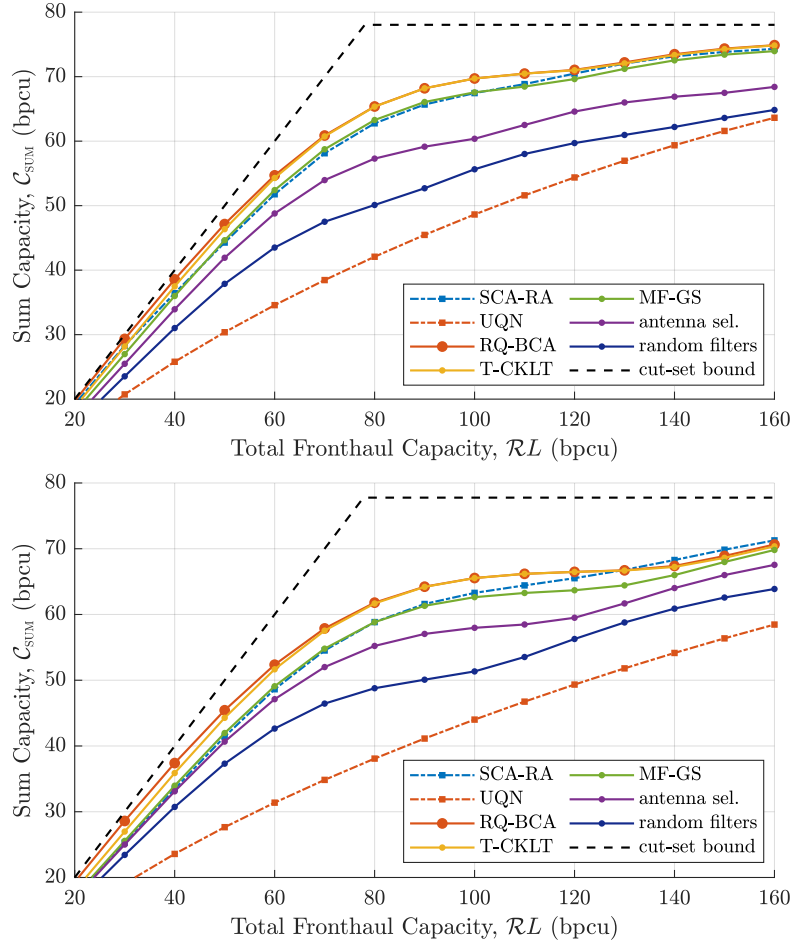 80
70
60
50
40
30
20
Sum Capacity, C_SUM (bpcu)
SCA-RA
UQN
RQ-BCA
T-CKLT
MF-GS
antenna sel.
random filters
cut-set bound
20 40 60 80 100 120 140 160
Total Fronthaul Capacity, RL (bpcu)
80
70
60
50
40
30
20
Sum Capacity, C_SUM (bpcu)
SCA-RA
UQN
RQ-BCA
T-CKLT
MF-GS
antenna sel.
random filters
cut-set bound
20 40 60 80 100 120 140 160
Total Fronthaul Capacity, RL (bpcu)